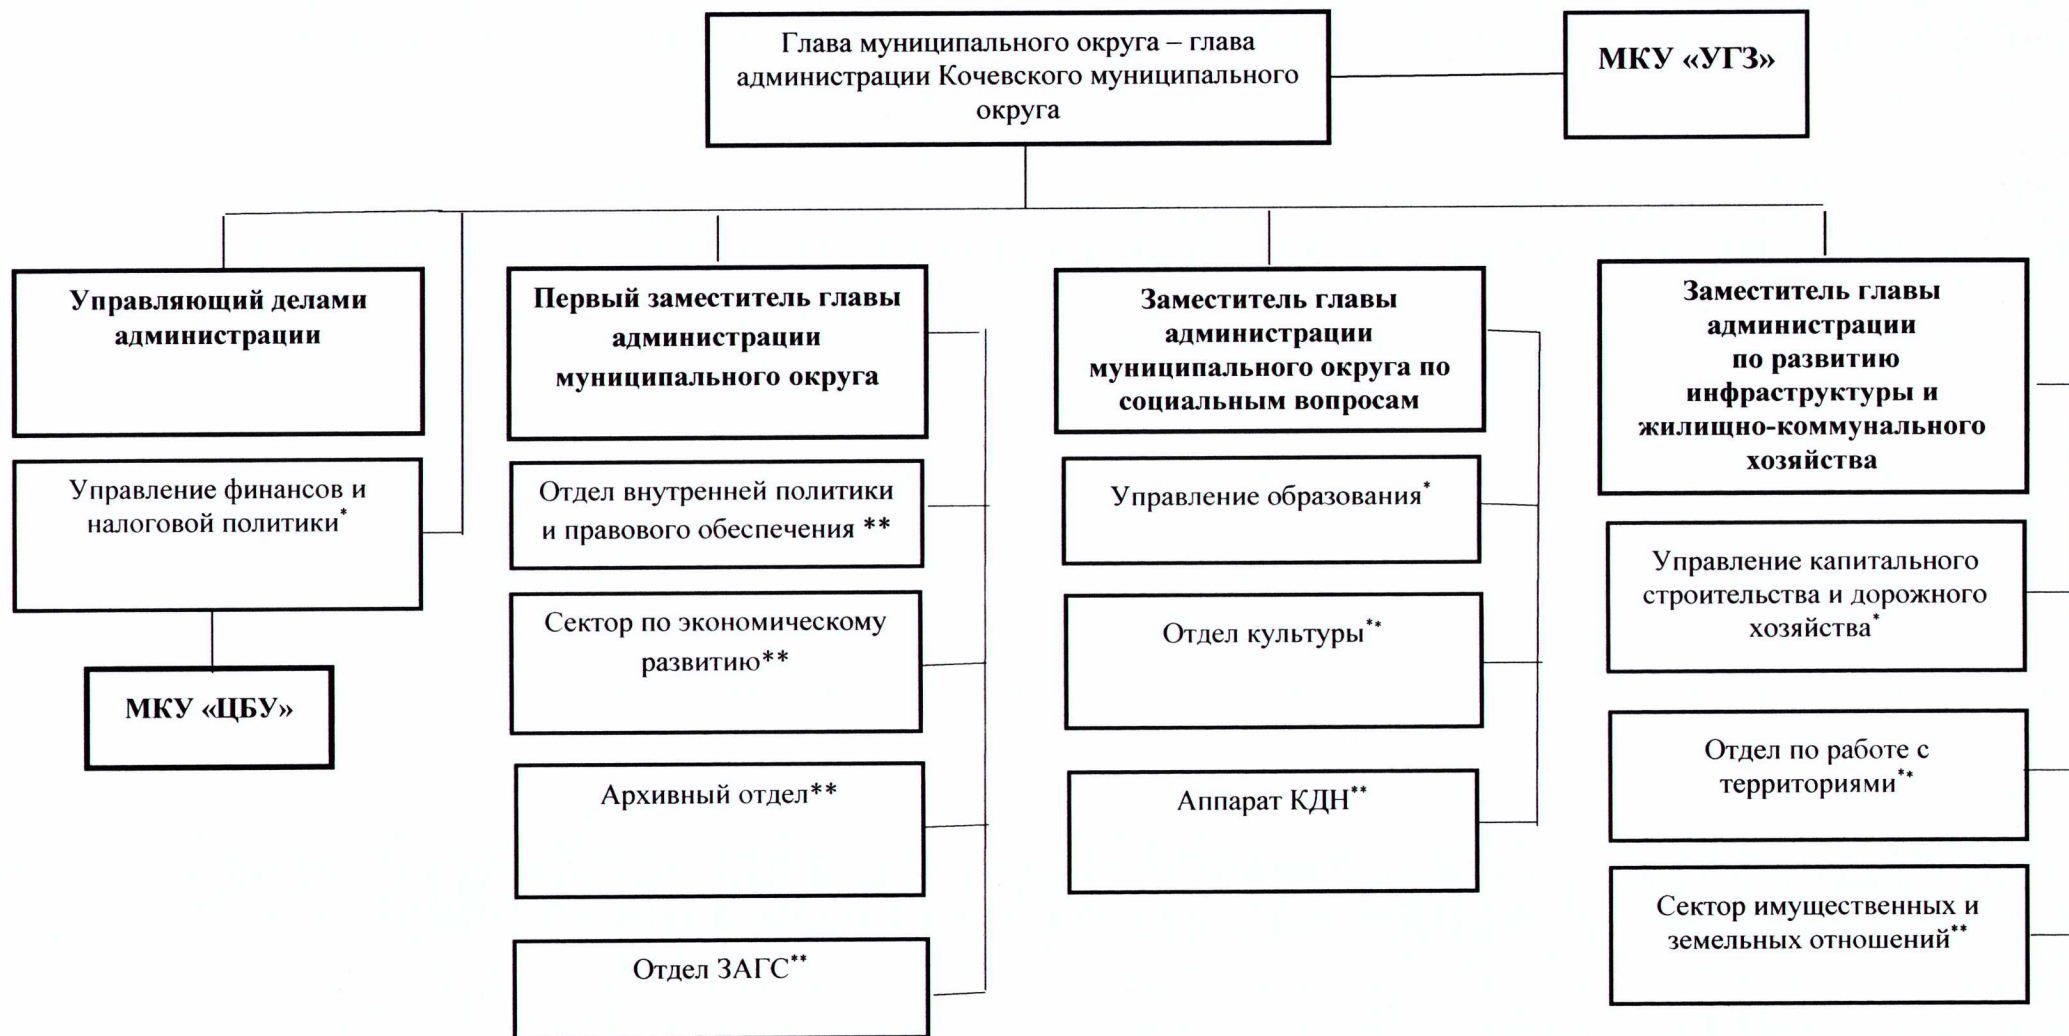 Глава муниципального округа – глава
администрации Кочевского муниципального
округа
МКУ «УГЗ»
Управляющий делами
администрации
Управление финансов и
налоговой политики*
МКУ «ЦБУ»
Первый заместитель главы
администрации
муниципального округа
Отдел внутренней политики
и правового обеспечения **
Сектор по экономическому
развитию**
Архивный отдел**
Отдел ЗАГС**
Заместитель главы
администрации
муниципального округа по
социальным вопросам
Управление образования*
Отдел культуры**
Аппарат КДН**
Заместитель главы
администрации
по развитию
инфраструктуры и
жилищно-коммунального
хозяйства
Управление капитального
строительства и дорожного
хозяйства*
Отдел по работе с
территориями**
Сектор имущественных и
земельных отношений**